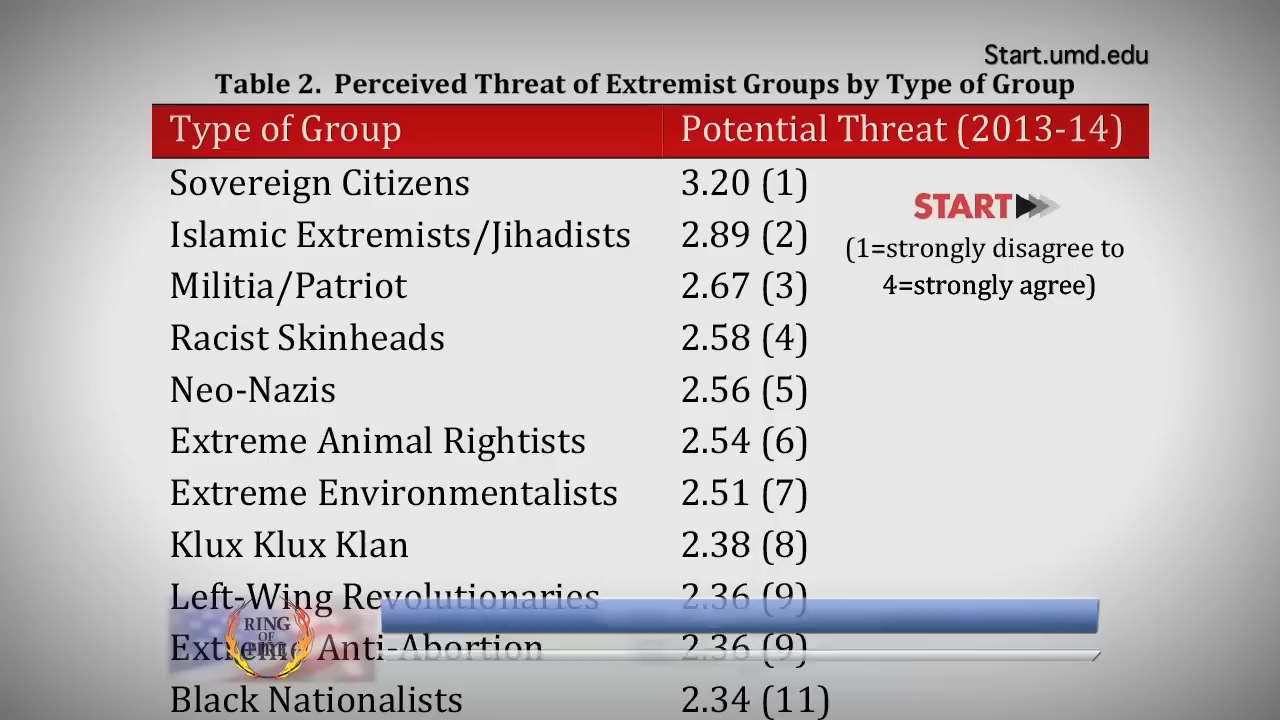 Start.umd.edu
Table 2. Perceived Threat of Extremist Groups by Type of Group
Type of Group Potential Threat (2013-14)
Sovereign Citizens 3.20 (1)
START
Islamic Extremists/Jihadists 2.89 (2) (1=strongly disagree to
Militia/Patriot 2.67 (3) 4=strongly agree)
Racist Skinheads 2.58 (4)
Neo-Nazis 2.56 (5)
Extreme Animal Rightists 2.54 (6)
Extreme Environmentalists 2.51 (7)
Klux Klux Klan 2.38 (8)
Left-Wing Revolutionaries 2.36 (9)
RING
OF
FIRE
Extreme Anti-Abortion 2.36 (9)
Black Nationalists 2.34 (11)